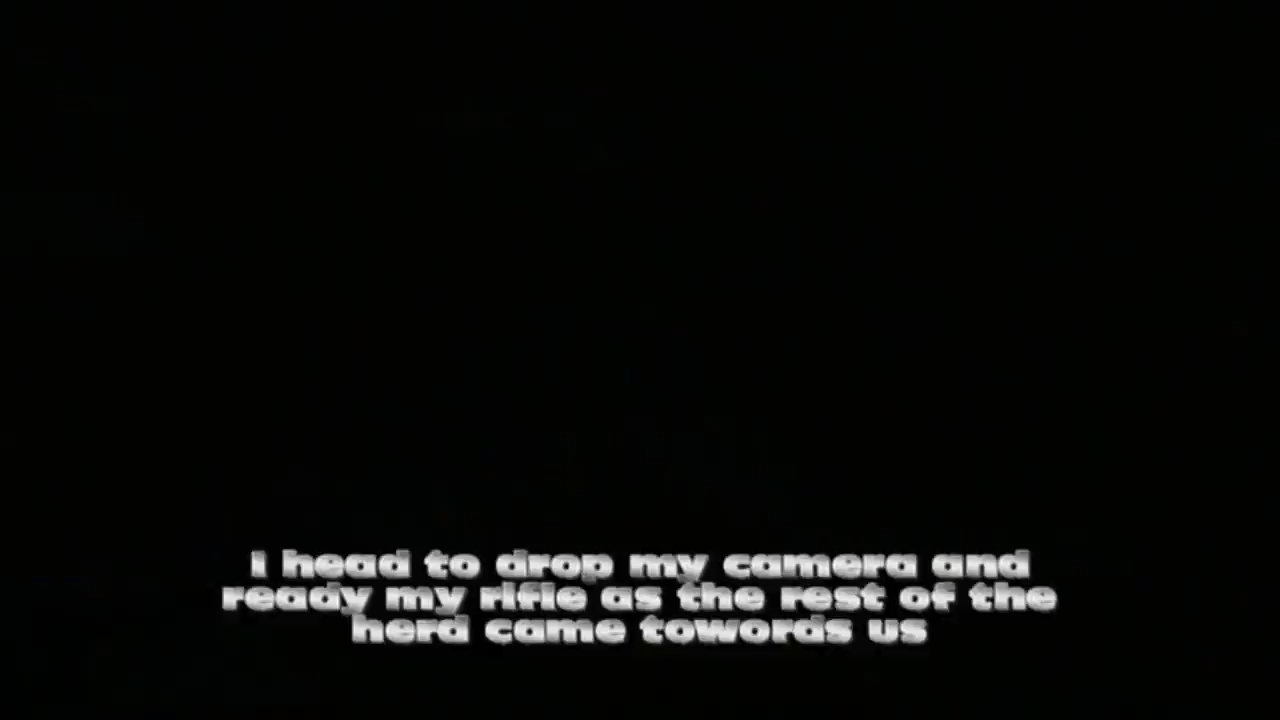 i head to drop my camera and
ready my rifle as the rest of the
herd came towords us